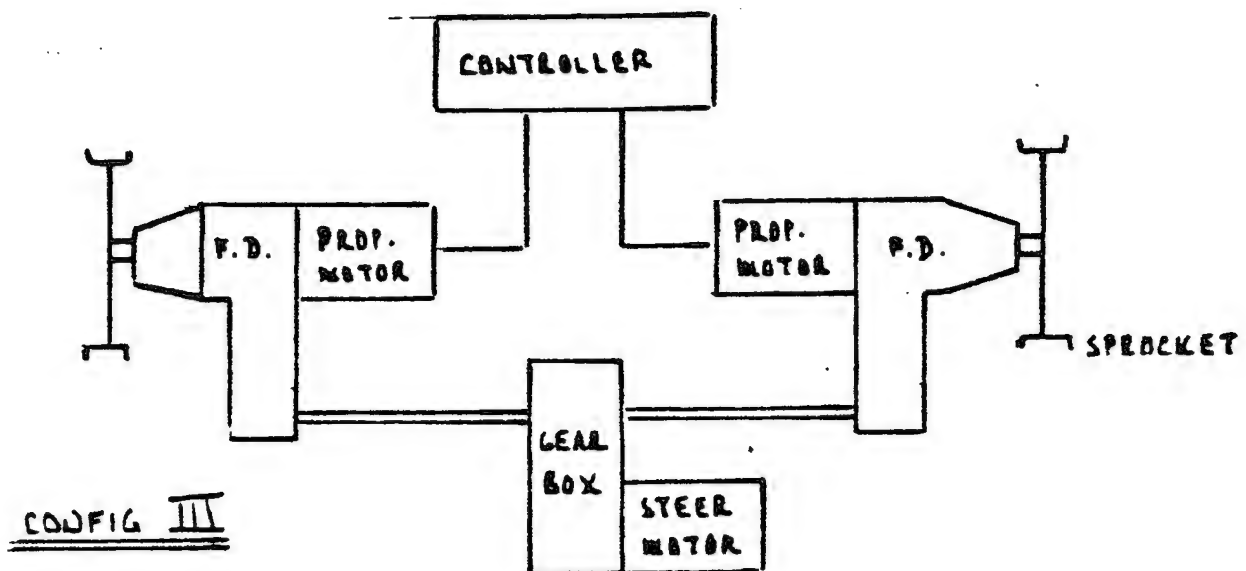 CONTROLLER
F.D.
PROP.
MOTOR
PROP.
MOTOR
F.D.
SPROCKET
GEAR
BOX
STEER
MOTOR
CONFIG III